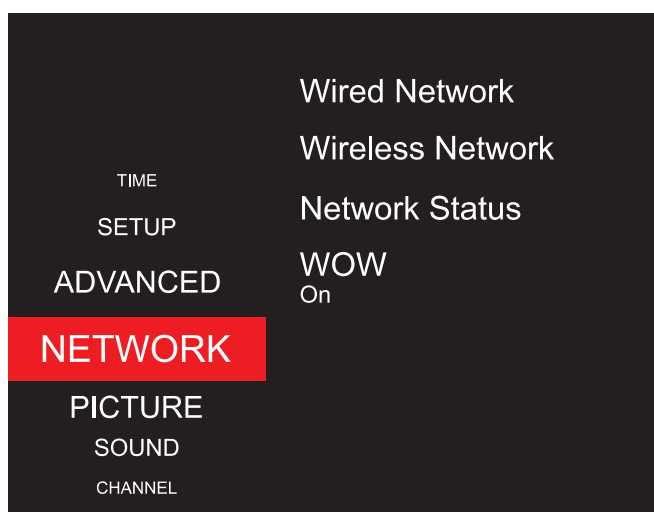 TIME
SETUP
ADVANCED
NETWORK
PICTURE
SOUND
CHANNEL
Wired Network
Wireless Network
Network Status
WOW
On